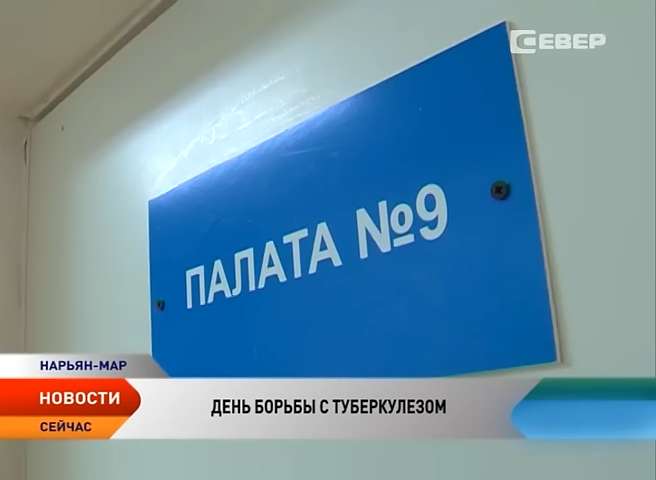 СЕВЕР
ПАЛАТА №9
НАРЬЯН-МАР
НОВОСТИ
СЕЙЧАС
ДЕНЬ БОРЬБЫ С ТУБЕРКУЛЕЗОМ